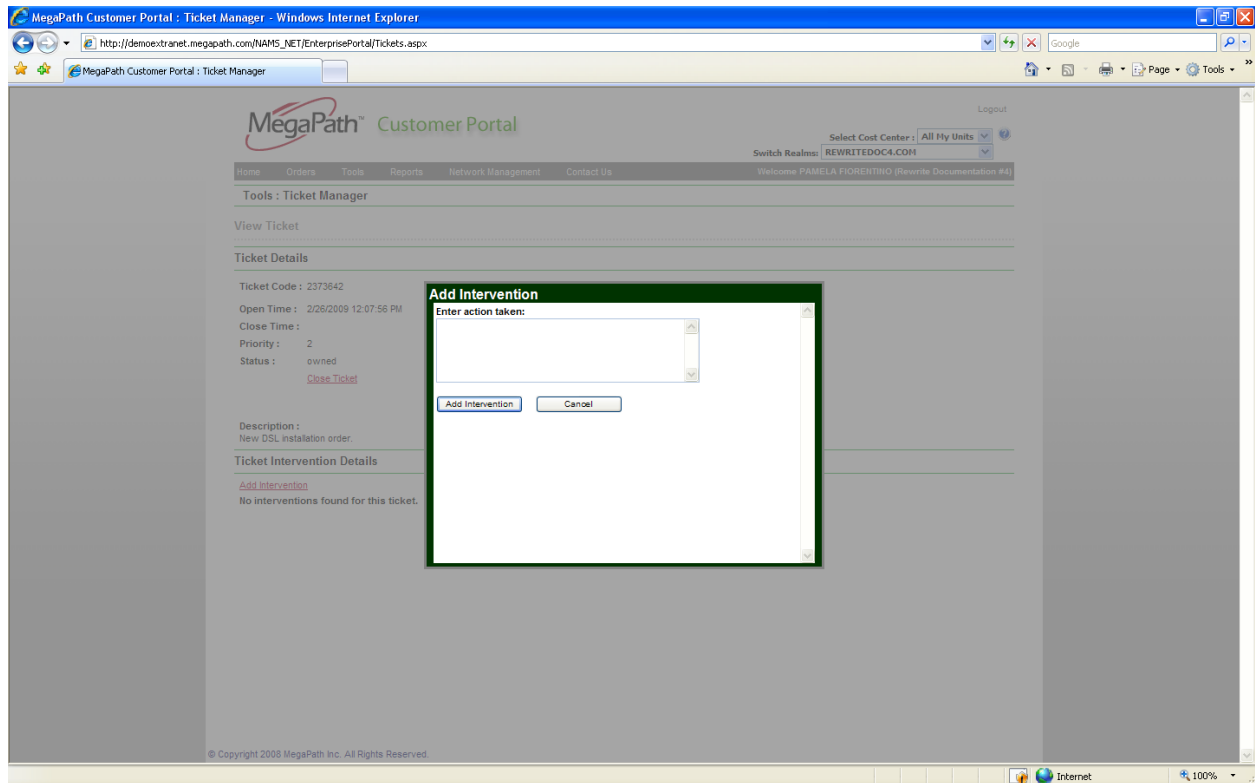 MegaPath Customer Portal : Ticket Manager - Windows Internet Explorer
http://demoextranet.megapath.com/NAMS_NET/EnterprisePortal/Tickets.aspx
Google
MegaPath Customer Portal : Ticket Manager
Page
Tools
»
Logout
MegaPath™ Customer Portal
Select Cost Center : All My Units
Switch Realms: REWRITEDOC4.COM
Home Orders Tools Reports Network Management Contact Us Welcome PAMELA FIORENTINO (Rewrite Documentation #4)
Tools : Ticket Manager
View Ticket
Ticket Details
Ticket Code : 2373642
Open Time : 2/26/2009 12:07:56 PM
Close Time :
Priority : 2
Status : owned
Close Ticket
Description :
New DSL installation order.
Ticket Intervention Details
Add Intervention
No interventions found for this ticket.
Add Intervention
Enter action taken:
Add Intervention Cancel
© Copyright 2008 MegaPath Inc. All Rights Reserved.
Internet 100%